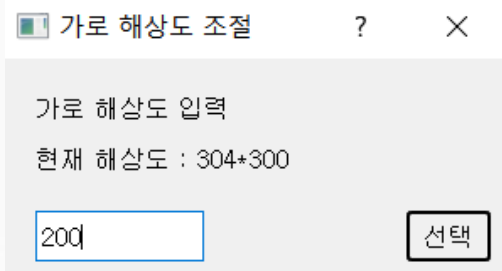 가로 해상도 조절
가로 해상도 입력
현재 해상도 : 304*300
200
선택